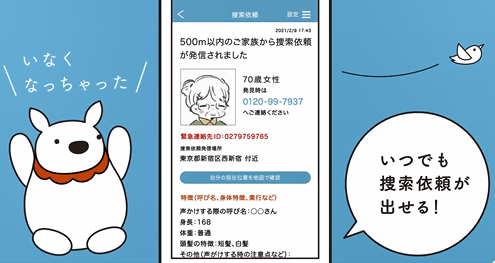 いなく
なっちゃった
捜索依頼
設定
2021/2/9 17:43
500m以内のご家族から捜索依頼
が発信されました
70歳女性
発見時は
0120-99-7937
へご連絡ください
緊急連絡先ID:0279759765
捜索依頼発信場所
東京都新宿区西新宿 付近
自分の現在位置を地図で確認
特徴(呼び名、身体特徴、素行など)
声かけする際の呼び名:○○さん
身長:168
体重:普通
頭髪の特徴:短髪、白髪
その他(声がけする時の注意点など):
いつでも
捜索依頼が
出せる!